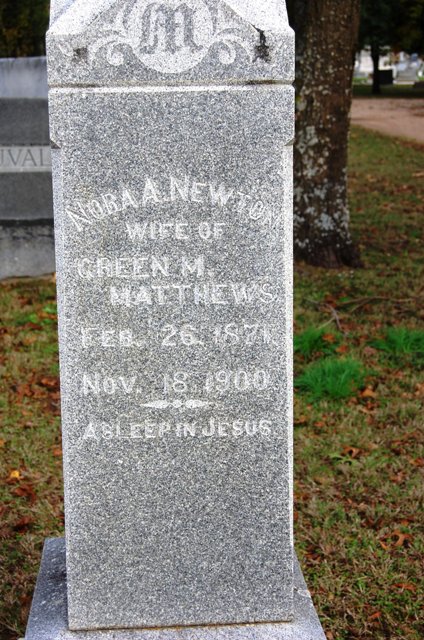 M
NORA A. NEWTON
WIFE OF
GREEN M.
MATTHEWS
FEB. 26. 1871.
NOV. 18. 1900.
ASLEEP IN JESUS.
UVAL